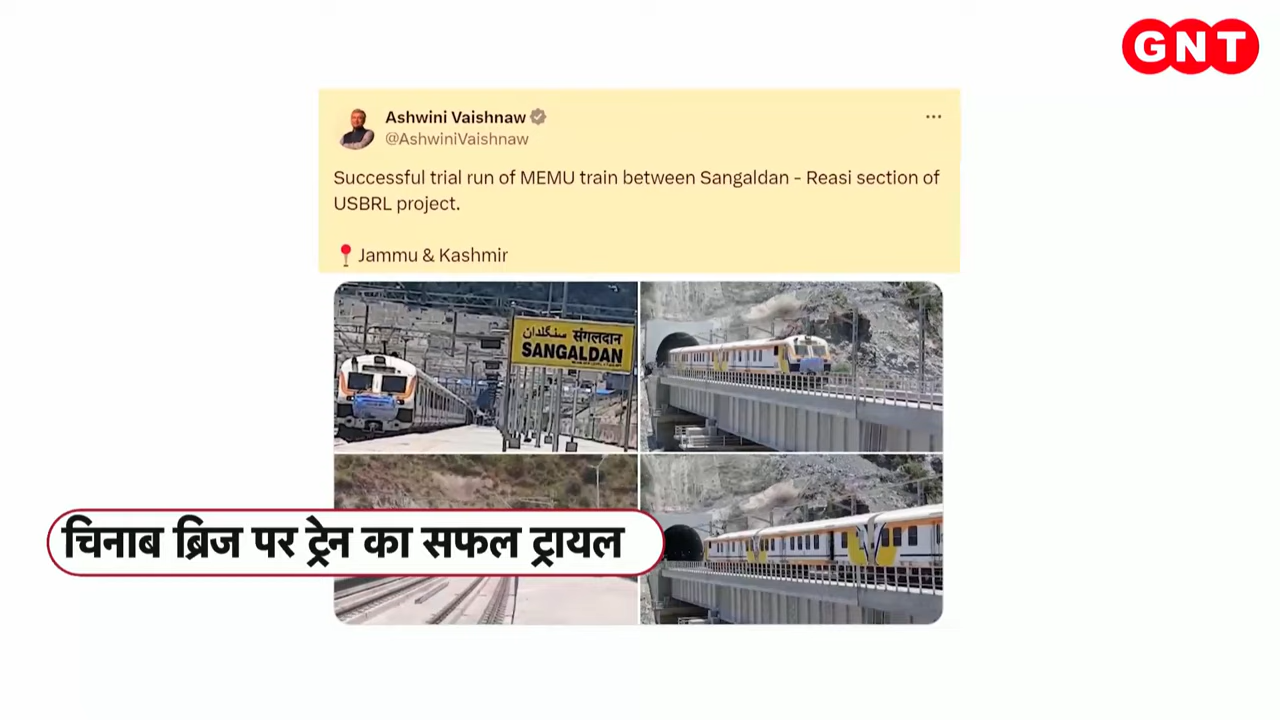 GNT
Ashwini Vaishnaw
@AshwiniVaishnaw
Successful trial run of MEMU train between Sangaldan - Reasi section of
USBRL project.
Jammu & Kashmir
سنگلدان संगलदान
SANGALDAN
चिनाब ब्रिज पर ट्रेन का सफल ट्रायल